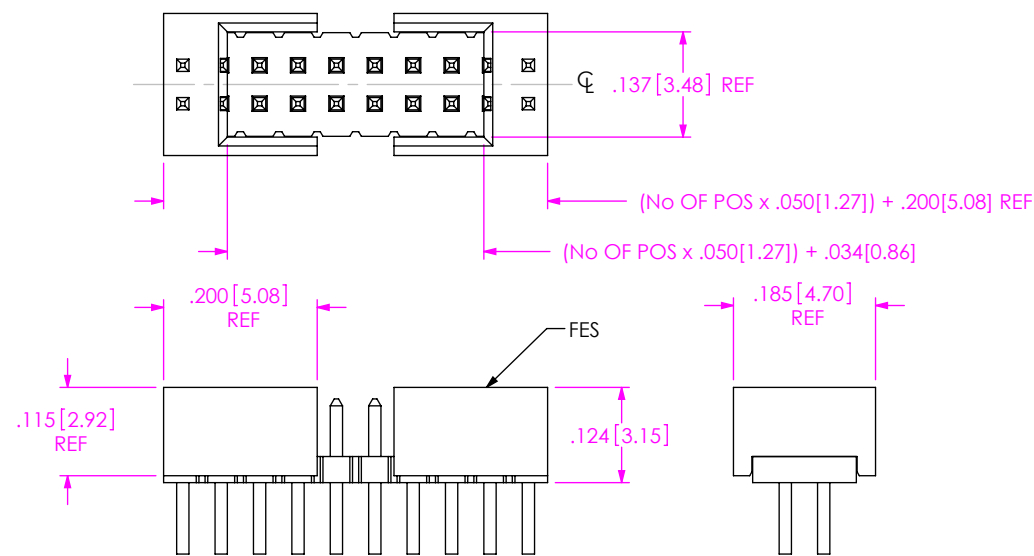 ℄ .137 [3.48] REF
(No OF POS x .050[1.27]) + .200[5.08] REF
(No OF POS x .050[1.27]) + .034[0.86]
.200 [5.08]
REF
.185 [4.70]
REF
FES
.115 [2.92]
REF
.124 [3.15]